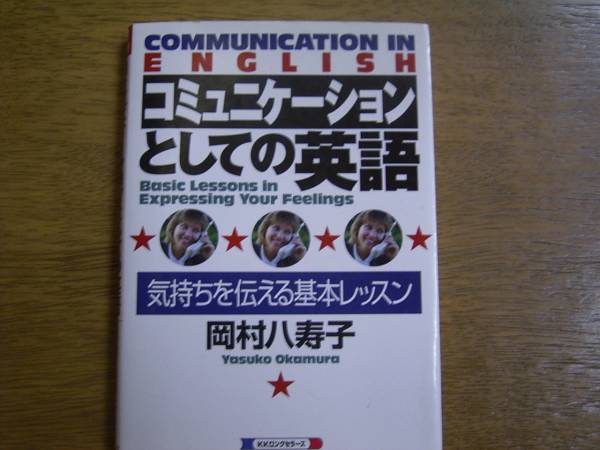 COMMUNICATION IN
ENGLISH
コミュニケーション
としての英語
Basic Lessons in
Expressing Your Feelings
気持ちを伝える基本レッスン
岡村八寿子
Yasuko Okamura
KKロングセラーズ